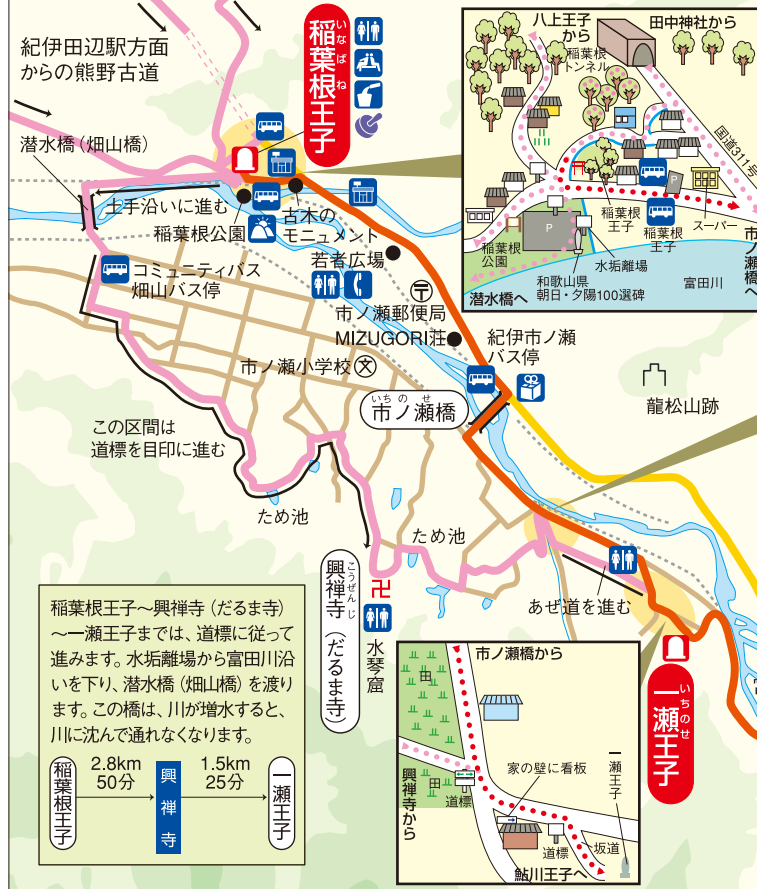 紀伊田辺駅方面
からの熊野古道
いなばね
稲葉根王子
潜水橋（畑山橋）
土手沿いに進む
稲葉根公園
古木の
モニュメント
若者広場
コミュニティバス
畑山バス停
〒
市ノ瀬郵便局
MIZUGORI荘
市ノ瀬小学校
文
紀伊市ノ瀬
バス停
いちのせ
市ノ瀬橋
龍松山跡
この区間は
道標を目印に進む
ため池
ため池
こうぜんじ
興禅寺（だるま寺）
卍
水琴窟
あぜ道を進む
いちのせ
一瀬王子
八上王子
から
田中神社から
稲葉根
トンネル
国道311号
P
稲葉根
王子
稲葉根
王子
スーパー
市ノ瀬橋へ
P
稲葉根
公園
水垢離場
和歌山県
朝日・夕陽100選碑
富田川
潜水橋へ
稲葉根王子〜興禅寺（だるま寺）
〜一瀬王子までは、道標に従って
進みます。水垢離場から富田川沿
いを下り、潜水橋（畑山橋）を渡り
ます。この橋は、川が増水すると、
川に沈んで通れなくなります。
稲葉根王子
2.8km
50分
興禅寺
1.5km
25分
一瀬王子
市ノ瀬橋から
田
田
興禅寺から
道標
家の壁に看板
一瀬王子
道標
坂道
鮎川王子へ